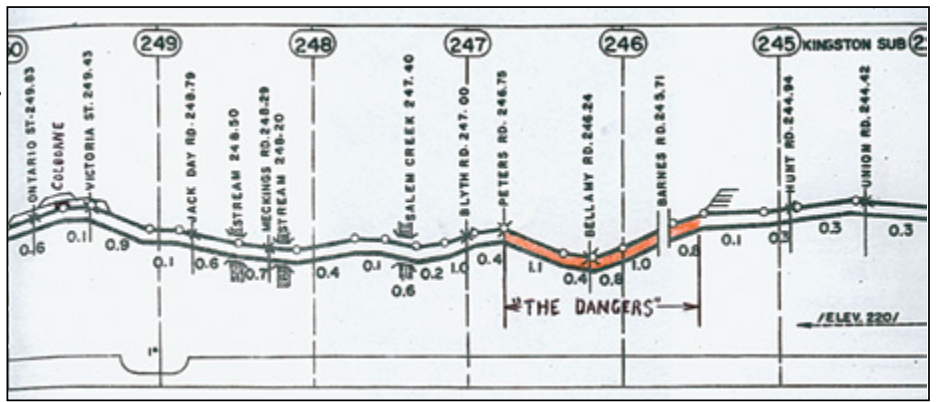 249
248
247
246
245
KINGSTON SUB
ONTARIO ST-249.83
COLBORNE
VICTORIA ST. 249.43
JACK DAY RD. 248.79
STREAM 248.50
MECKINGS RD. 248-29
STREAM 248-20
SALEM CREEK 247.40
BLYTH RD. 247.00
PETERS RD. 246.75
BELLAMY RD. 246.24
BARNES RD. 245.71
HUNT RD. 244.94
UNION RD. 244.42
0.6
0.1
0.9
0.1
0.6
0.7
0.4
0.1
0.6
0.2
1.0
0.4
1.1
0.4
0.8
1.0
0.8
0.1
0.3
0.3
"THE DANGERS"
/ELEV. 220/
1°